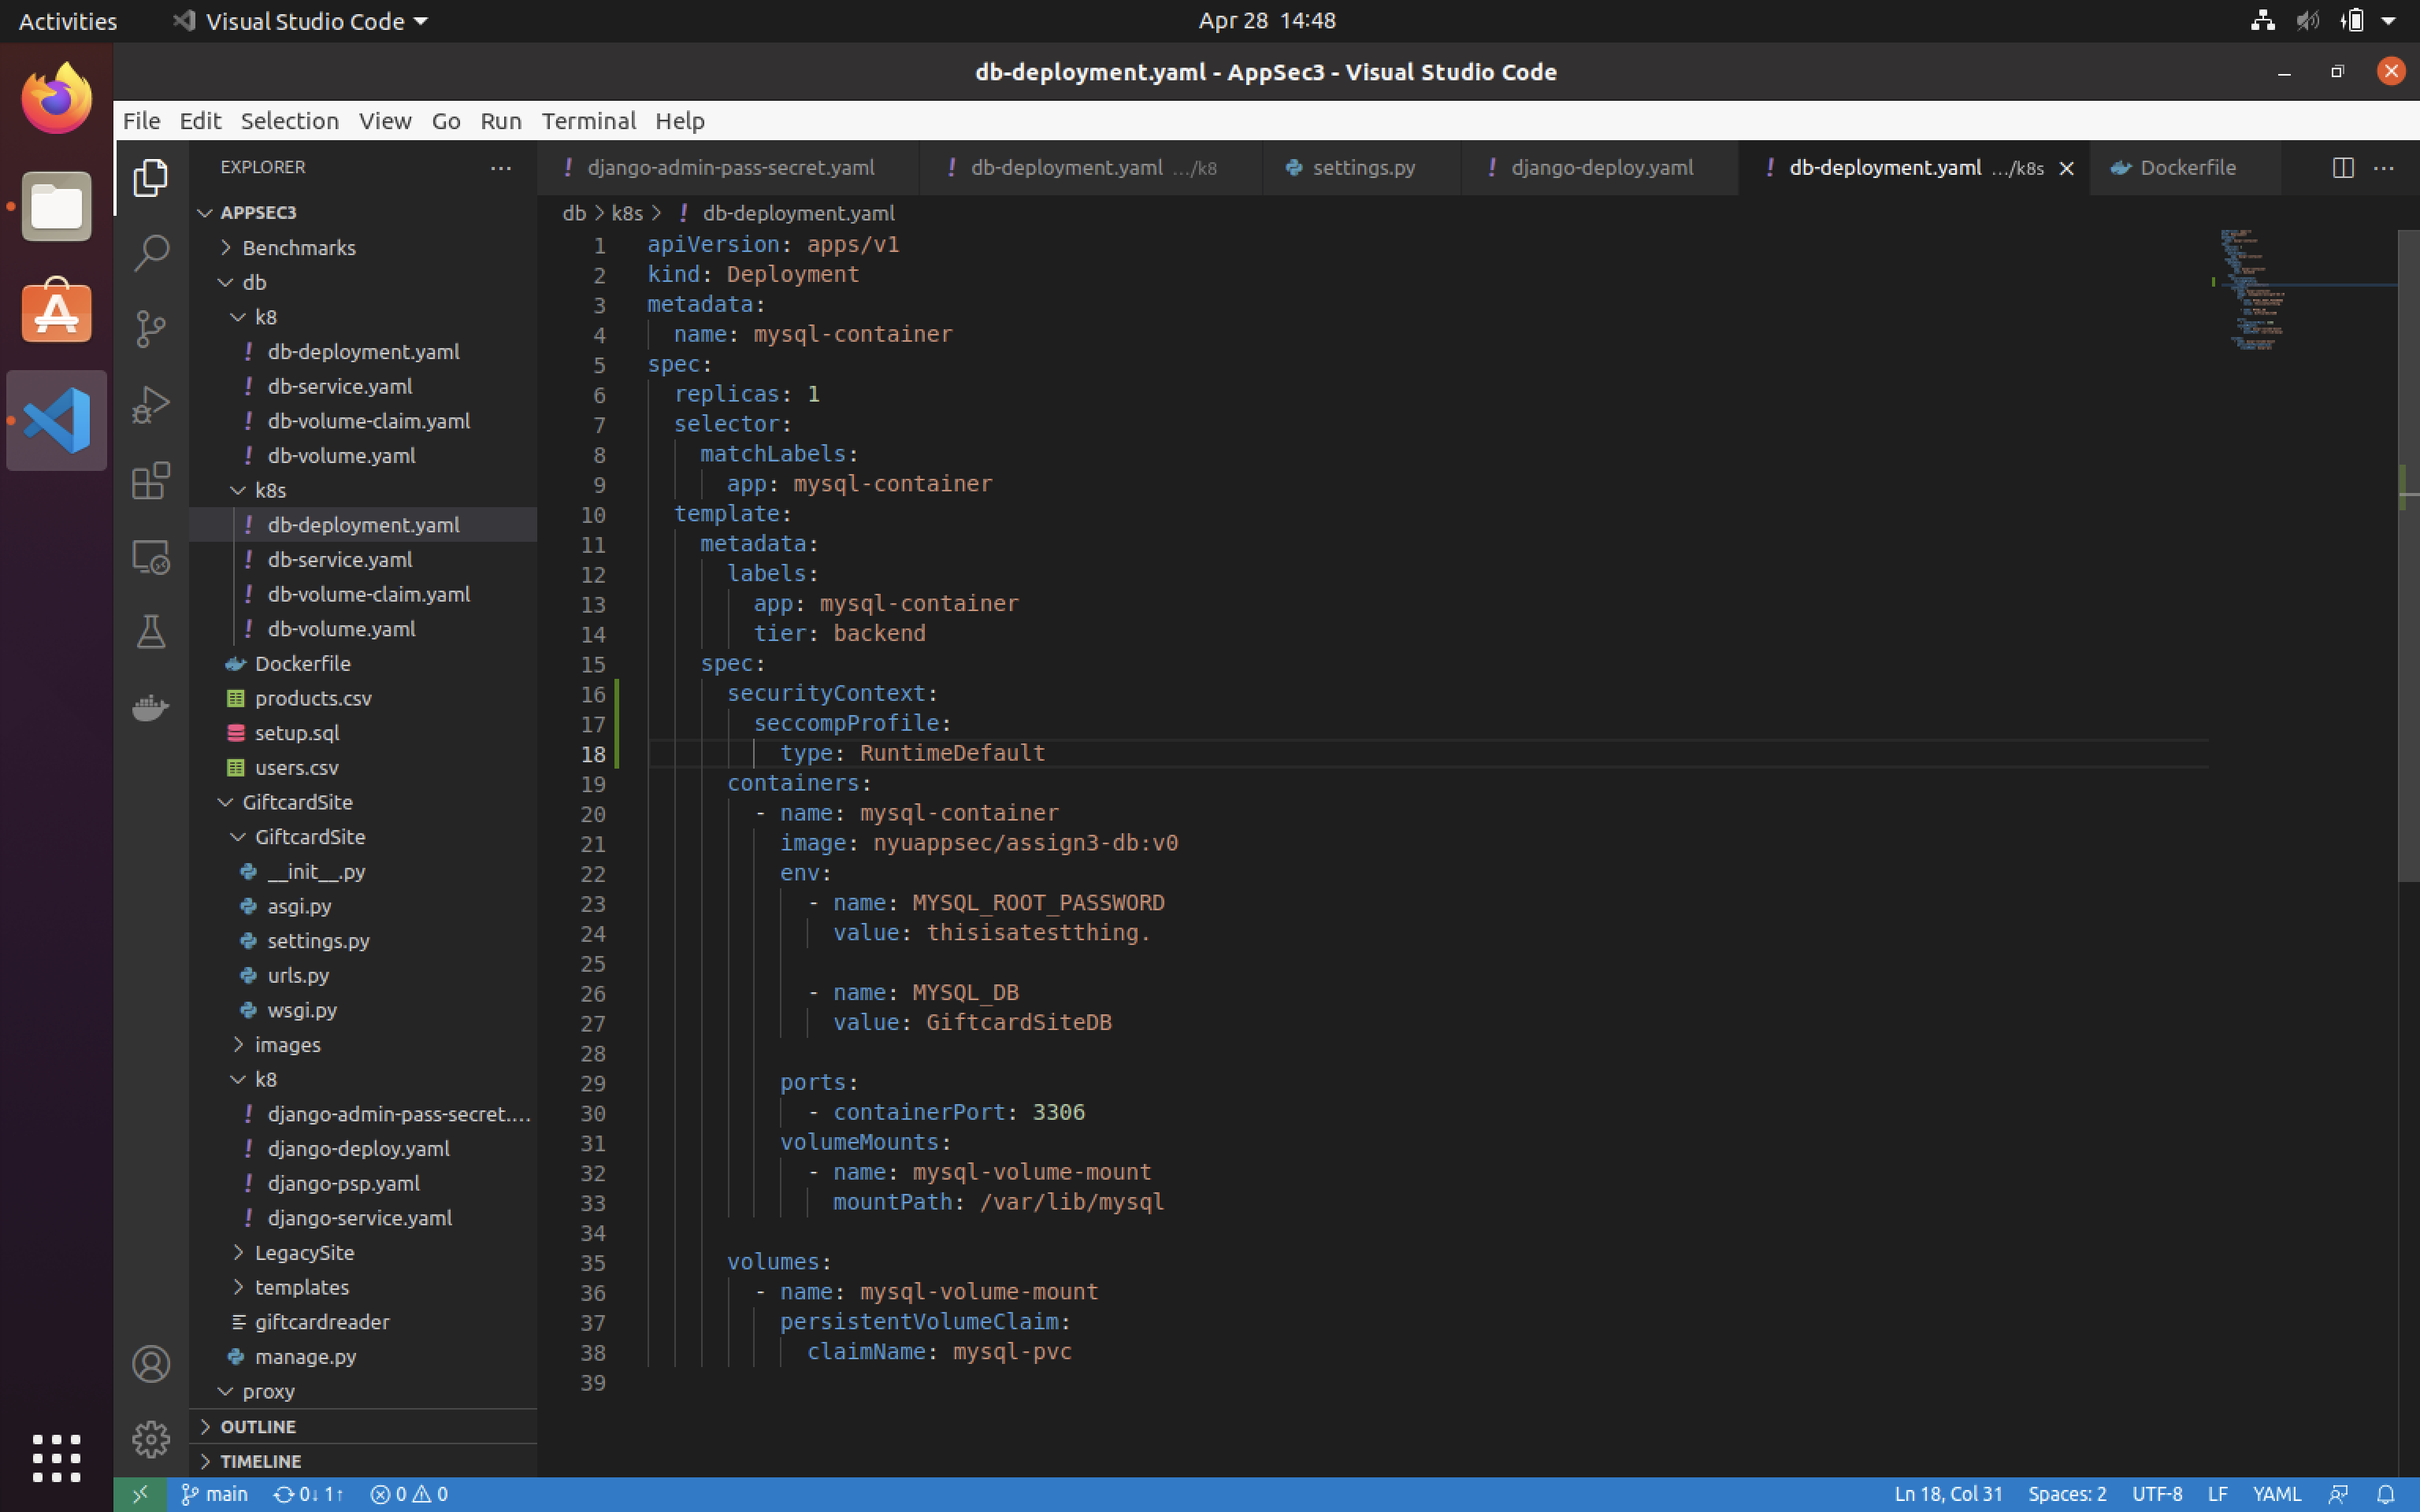 Activities
Visual Studio Code
Apr 28 14:48
db-deployment.yaml - AppSec3 - Visual Studio Code
File Edit Selection View Go Run Terminal Help
EXPLORER
APPSEC3
Benchmarks
db
k8
db-deployment.yaml
db-service.yaml
db-volume-claim.yaml
db-volume.yaml
k8s
db-deployment.yaml
db-service.yaml
db-volume-claim.yaml
db-volume.yaml
Dockerfile
products.csv
setup.sql
users.csv
GiftcardSite
GiftcardSite
__init__.py
asgi.py
settings.py
urls.py
wsgi.py
images
k8
django-admin-pass-secret....
django-deploy.yaml
django-psp.yaml
django-service.yaml
LegacySite
templates
giftcardreader
manage.py
proxy
OUTLINE
TIMELINE
! django-admin-pass-secret.yaml
! db-deployment.yaml .../k8
settings.py
! django-deploy.yaml
! db-deployment.yaml .../k8s
Dockerfile
db > k8s > ! db-deployment.yaml
1 apiVersion: apps/v1
2 kind: Deployment
3 metadata:
4 name: mysql-container
5 spec:
6 replicas: 1
7 selector:
8 matchLabels:
9 app: mysql-container
10 template:
11 metadata:
12 labels:
13 app: mysql-container
14 tier: backend
15 spec:
16 securityContext:
17 seccompProfile:
18 type: RuntimeDefault
19 containers:
20 - name: mysql-container
21 image: nyuappsec/assign3-db:v0
22 env:
23 - name: MYSQL_ROOT_PASSWORD
24 value: thisisatestthing.
25
26 - name: MYSQL_DB
27 value: GiftcardSiteDB
28
29 ports:
30 - containerPort: 3306
31 volumeMounts:
32 - name: mysql-volume-mount
33 mountPath: /var/lib/mysql
34
35 volumes:
36 - name: mysql-volume-mount
37 persistentVolumeClaim:
38 claimName: mysql-pvc
39
main 0↓ 1↑ 0 0
Ln 18, Col 31 Spaces: 2 UTF-8 LF YAML